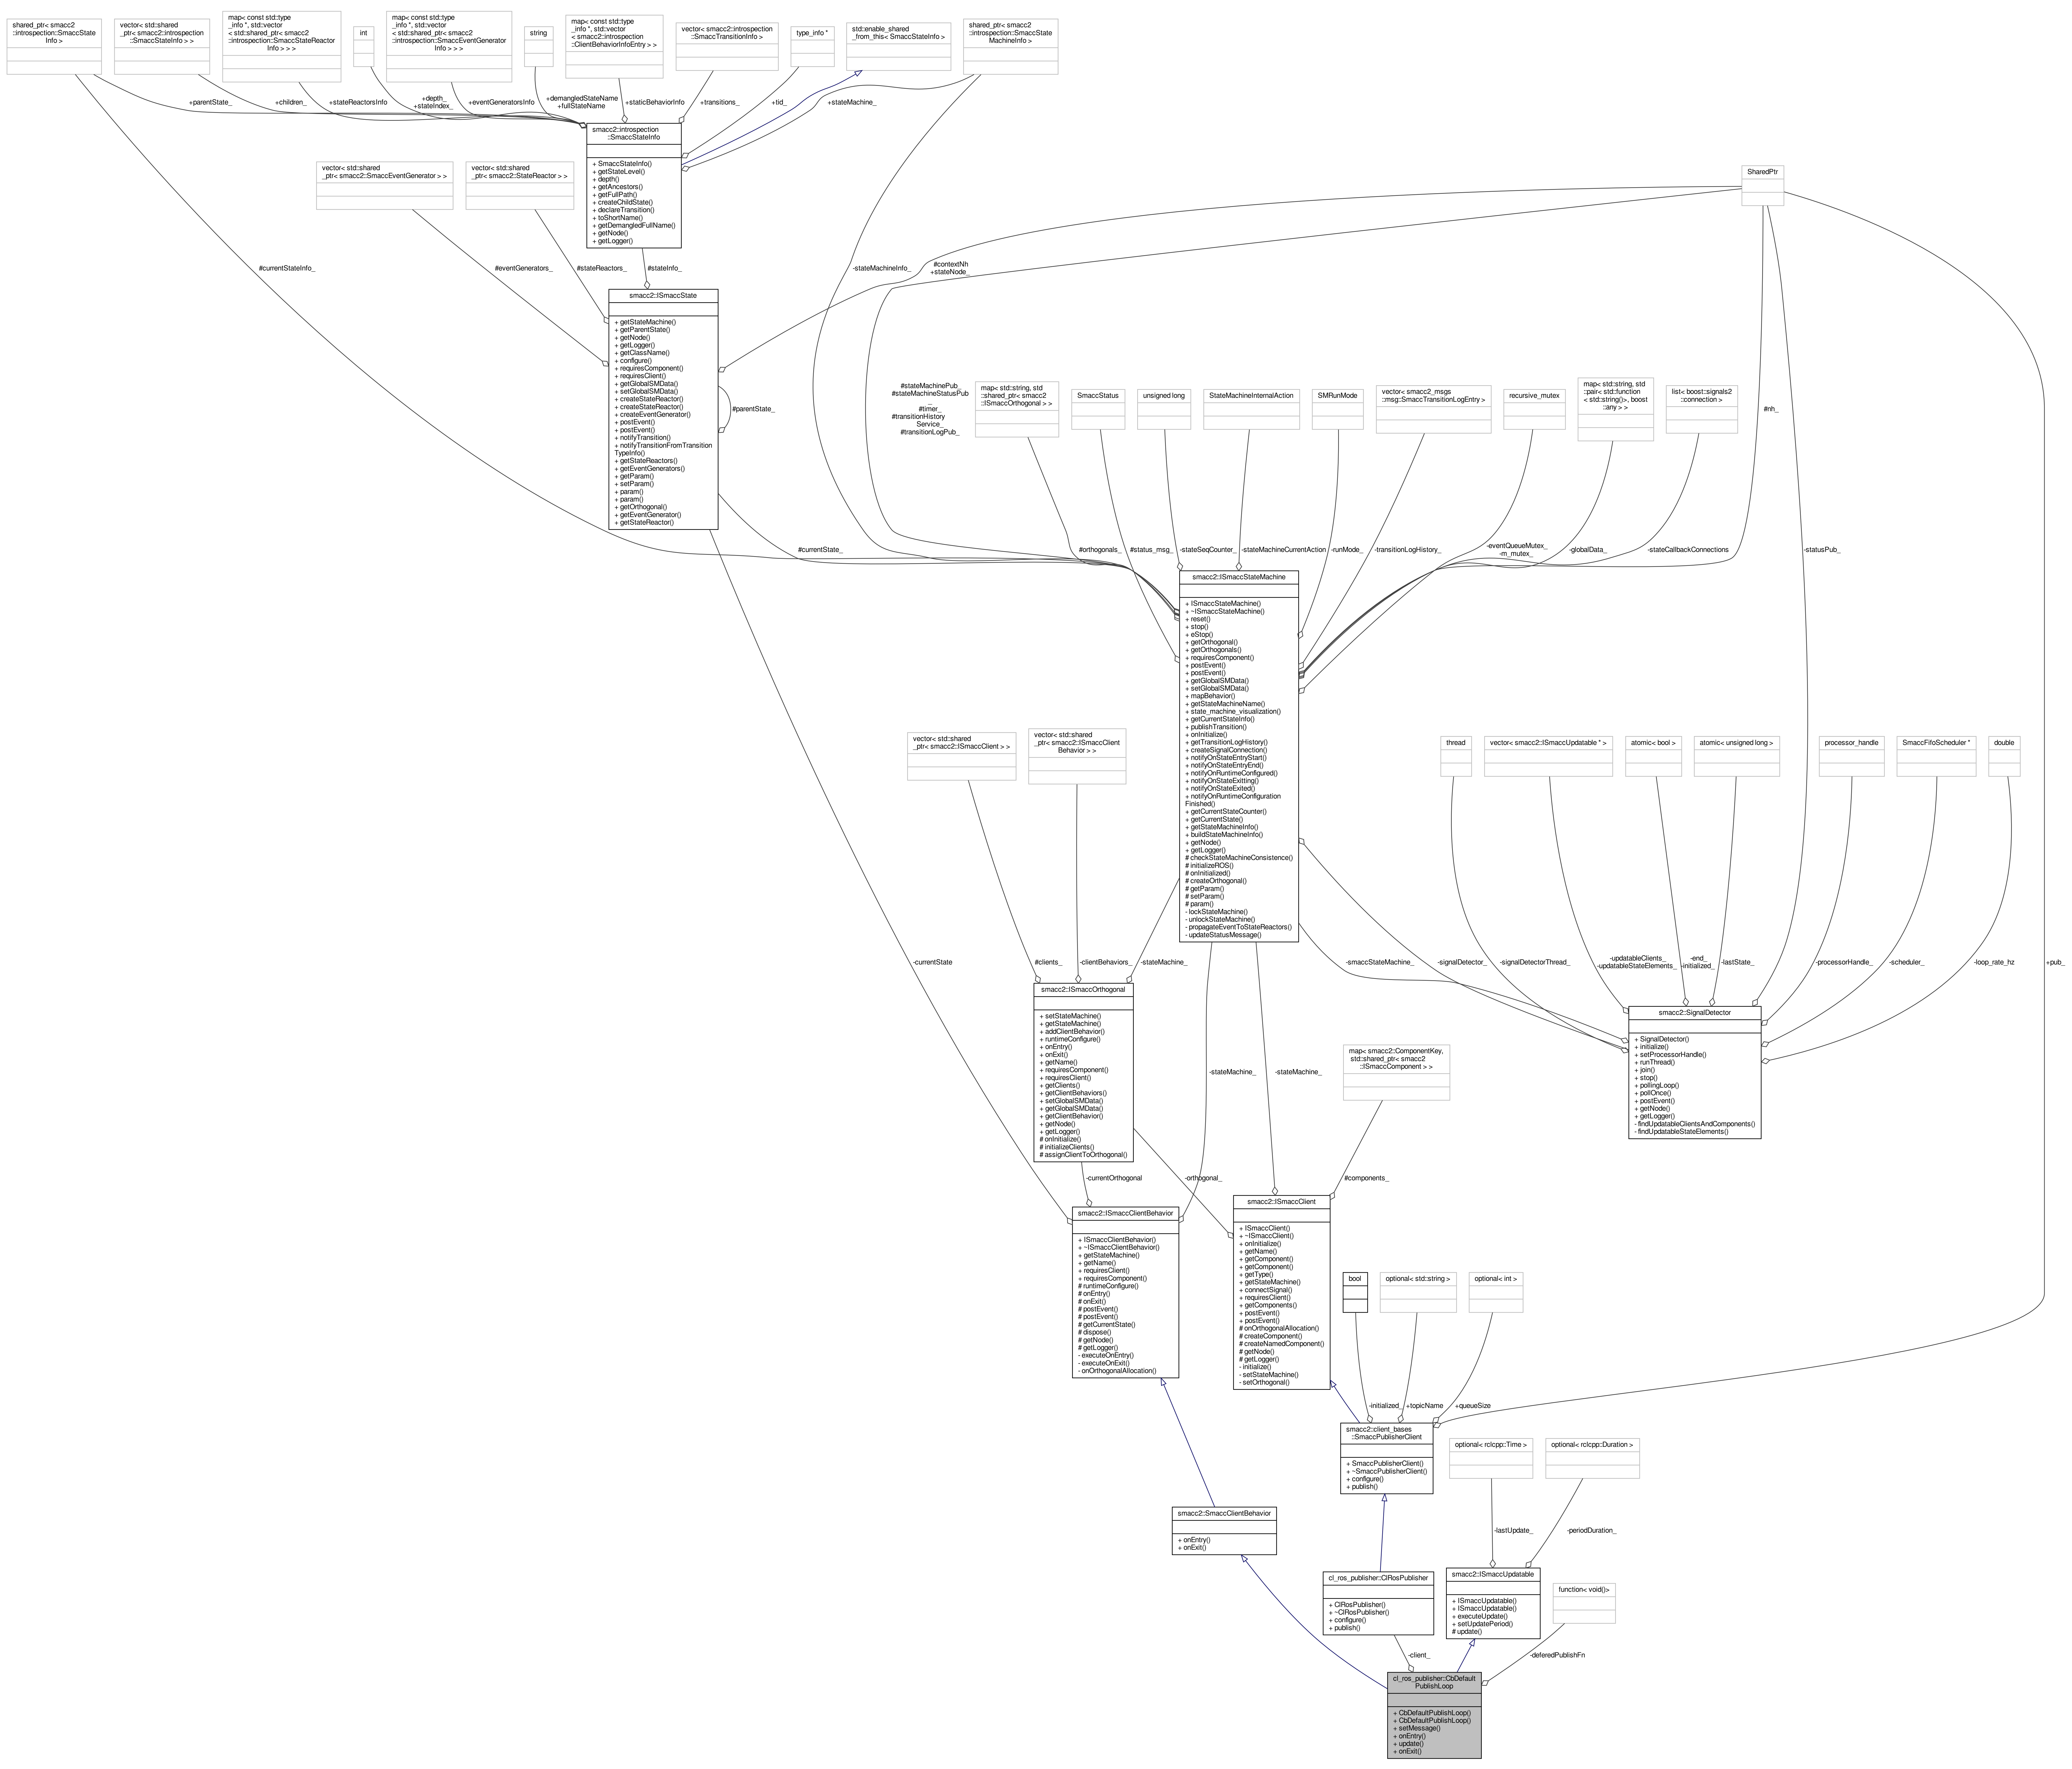 shared_ptr< smacc2
::introspection::SmaccState
Info >
vector< std::shared
_ptr< smacc2::introspection
::SmaccStateInfo > >
map< const std::type
_info *, std::vector
< std::shared_ptr< smacc2
::introspection::SmaccStateReactor
Info > > >
int
map< const std::type
_info *, std::vector
< std::shared_ptr< smacc2
::introspection::SmaccEventGenerator
Info > > >
string
map< const std::type
_info *, std::vector
< smacc2::introspection
::ClientBehaviorInfoEntry > >
vector< smacc2::introspection
::SmaccTransitionInfo >
type_info *
std::enable_shared
_from_this< SmaccStateInfo >
shared_ptr< smacc2
::introspection::SmaccState
MachineInfo >
+parentState_
+children_
+stateReactorsInfo
+depth_
+stateIndex_
+eventGeneratorsInfo
+demangledStateName
+fullStateName
+staticBehaviorInfo
+transitions_
+tid_
+stateMachine_
smacc2::introspection
::SmaccStateInfo
+ SmaccStateInfo()
+ getStateLevel()
+ depth()
+ getAncestors()
+ getFullPath()
+ createChildState()
+ declareTransition()
+ toShortName()
+ getDemangledFullName()
+ getNode()
+ getLogger()
vector< std::shared
_ptr< smacc2::SmaccEventGenerator > >
vector< std::shared
_ptr< smacc2::StateReactor > >
SharedPtr
#currentStateInfo_
#eventGenerators_
#stateReactors_
#stateInfo_
-stateMachineInfo_
#contextNh
+stateNode_
smacc2::ISmaccState
+ getStateMachine()
+ getParentState()
+ getNode()
+ getLogger()
+ getClassName()
+ configure()
+ requiresComponent()
+ requiresClient()
+ getGlobalSMData()
+ setGlobalSMData()
+ createStateReactor()
+ createStateReactor()
+ createEventGenerator()
+ postEvent()
+ postEvent()
+ notifyTransition()
+ notifyTransitionFromTransition
TypeInfo()
+ getStateReactors()
+ getEventGenerators()
+ getParam()
+ setParam()
+ param()
+ param()
+ getOrthogonal()
+ getEventGenerator()
+ getStateReactor()
#parentState_
#stateMachinePub_
#stateMachineStatusPub
_
#timer_
#transitionHistory
Service_
#transitionLogPub_
map< std::string, std
::shared_ptr< smacc2
::ISmaccOrthogonal > >
SmaccStatus
unsigned long
StateMachineInternalAction
SMRunMode
vector< smacc2_msgs
::msg::SmaccTransitionLogEntry >
recursive_mutex
map< std::string, std
::pair< std::function
< std::string()>, boost
::any > >
list< boost::signals2
::connection >
#nh_
#currentState_
#orthogonals_
#status_msg_
-stateSeqCounter_
-stateMachineCurrentAction
-runMode_
-transitionLogHistory_
-eventQueueMutex_
-m_mutex_
-globalData_
-stateCallbackConnections
-statusPub_
smacc2::ISmaccStateMachine
+ ISmaccStateMachine()
+ ~ISmaccStateMachine()
+ reset()
+ stop()
+ eStop()
+ getOrthogonal()
+ getOrthogonals()
+ requiresComponent()
+ postEvent()
+ postEvent()
+ getGlobalSMData()
+ setGlobalSMData()
+ mapBehavior()
+ getStateMachineName()
+ state_machine_visualization()
+ getCurrentStateInfo()
+ publishTransition()
+ onInitialize()
+ getTransitionLogHistory()
+ createSignalConnection()
+ notifyOnStateEntryStart()
+ notifyOnStateEntryEnd()
+ notifyOnRuntimeConfigured()
+ notifyOnStateExitting()
+ notifyOnStateExited()
+ notifyOnRuntimeConfiguration
Finished()
+ getCurrentStateCounter()
+ getCurrentState()
+ getStateMachineInfo()
+ buildStateMachineInfo()
+ getNode()
+ getLogger()
# checkStateMachineConsistence()
# initializeROS()
# onInitialized()
# createOrthogonal()
# getParam()
# setParam()
# param()
- lockStateMachine()
- unlockStateMachine()
- propagateEventToStateReactors()
- updateStatusMessage()
vector< std::shared
_ptr< smacc2::ISmaccClient > >
vector< std::shared
_ptr< smacc2::ISmaccClient
Behavior > >
thread
vector< smacc2::ISmaccUpdatable * >
atomic< bool >
atomic< unsigned long >
processor_handle
SmaccFifoScheduler *
double
-currentState
#clients_
-clientBehaviors_
-stateMachine_
-smaccStateMachine_
-signalDetector_
-signalDetectorThread_
-updatableClients_
-updatableStateElements_
-end_
-initialized_
-lastState_
-processorHandle_
-scheduler_
-loop_rate_hz
+pub_
smacc2::ISmaccOrthogonal
+ setStateMachine()
+ getStateMachine()
+ addClientBehavior()
+ runtimeConfigure()
+ onEntry()
+ onExit()
+ getName()
+ requiresComponent()
+ requiresClient()
+ getClients()
+ getClientBehaviors()
+ setGlobalSMData()
+ getGlobalSMData()
+ getClientBehavior()
+ getNode()
+ getLogger()
# onInitialize()
# initializeClients()
# assignClientToOrthogonal()
smacc2::SignalDetector
+ SignalDetector()
+ initialize()
+ setProcessorHandle()
+ runThread()
+ join()
+ stop()
+ pollingLoop()
+ pollOnce()
+ postEvent()
+ getNode()
+ getLogger()
- findUpdatableClientsAndComponents()
- findUpdatableStateElements()
-stateMachine_
-stateMachine_
map< smacc2::ComponentKey,
std::shared_ptr< smacc2
::ISmaccComponent > >
-currentOrthogonal
-orthogonal_
#components_
smacc2::ISmaccClientBehavior
+ ISmaccClientBehavior()
+ ~ISmaccClientBehavior()
+ getStateMachine()
+ getName()
+ requiresClient()
+ requiresComponent()
# runtimeConfigure()
# onEntry()
# onExit()
# postEvent()
# postEvent()
# getCurrentState()
# dispose()
# getNode()
# getLogger()
- executeOnEntry()
- executeOnExit()
- onOrthogonalAllocation()
smacc2::ISmaccClient
+ ISmaccClient()
+ ~ISmaccClient()
+ onInitialize()
+ getName()
+ getComponent()
+ getComponent()
+ getType()
+ getStateMachine()
+ connectSignal()
+ requiresClient()
+ getComponents()
+ postEvent()
+ postEvent()
# onOrthogonalAllocation()
# createComponent()
# createNamedComponent()
# getNode()
# getLogger()
- initialize()
- setStateMachine()
- setOrthogonal()
bool
optional< std::string >
optional< int >
-initialized_
+topicName
+queueSize
smacc2::client_bases
::SmaccPublisherClient
+ SmaccPublisherClient()
+ ~SmaccPublisherClient()
+ configure()
+ publish()
optional< rclcpp::Time >
optional< rclcpp::Duration >
smacc2::SmaccClientBehavior
+ onEntry()
+ onExit()
-lastUpdate_
-periodDuration_
cl_ros_publisher::ClRosPublisher
+ ClRosPublisher()
+ ~ClRosPublisher()
+ configure()
+ publish()
smacc2::ISmaccUpdatable
+ ISmaccUpdatable()
+ ISmaccUpdatable()
+ executeUpdate()
+ setUpdatePeriod()
# update()
function< void()>
-client_
-deferedPublishFn
cl_ros_publisher::CbDefault
PublishLoop
+ CbDefaultPublishLoop()
+ CbDefaultPublishLoop()
+ setMessage()
+ onEntry()
+ update()
+ onExit()